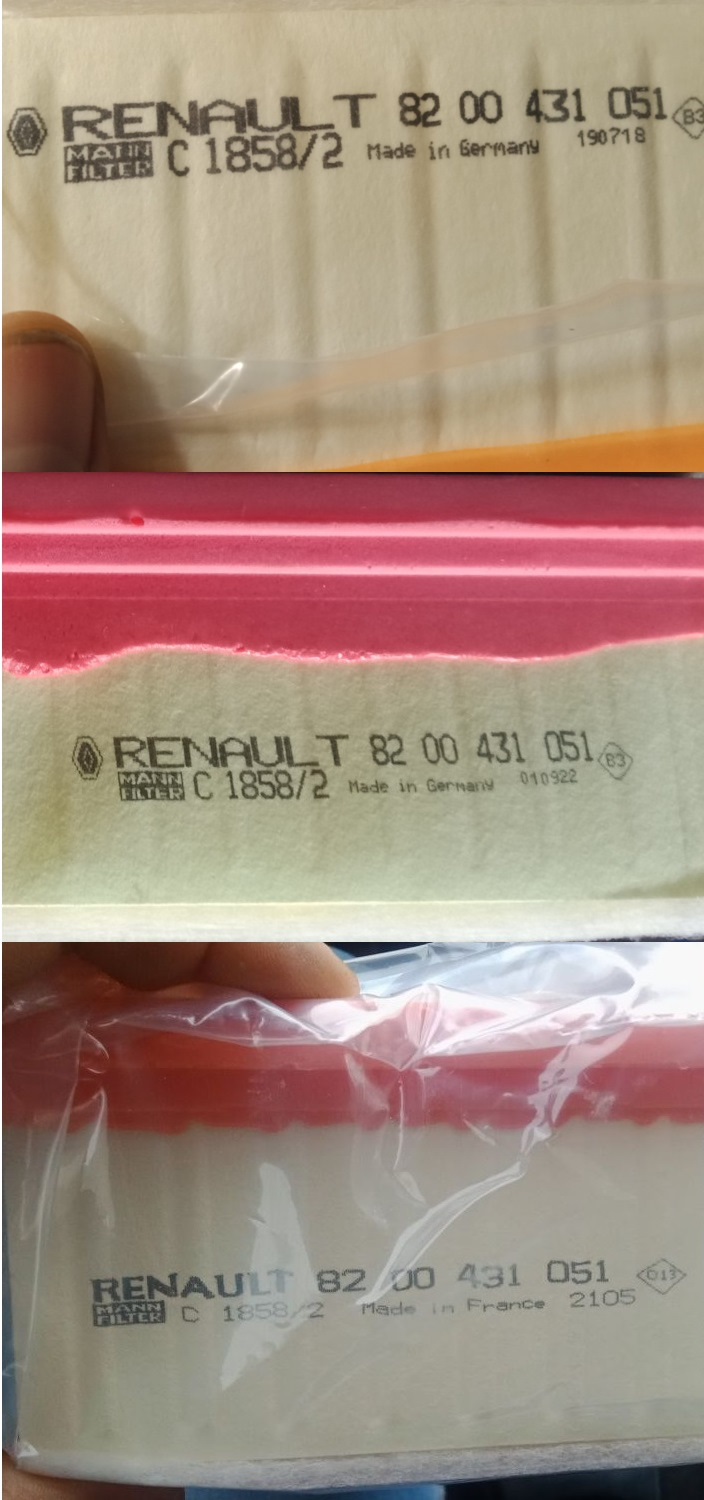 RENAULT 82 00 431 051 B3
MANN FILTER C 1858/2 Made in Germany 190718
RENAULT 82 00 431 051 B3
MANN FILTER C 1858/2 Made in Germany 010922
RENAULT 82 00 431 051 D13
MANN FILTER C 1858/2 Made in France 2105